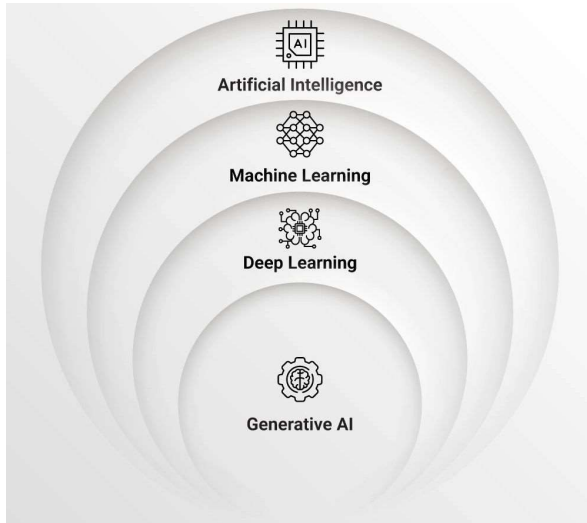 AI
Artificial Intelligence
Machine Learning
Deep Learning
Generative AI